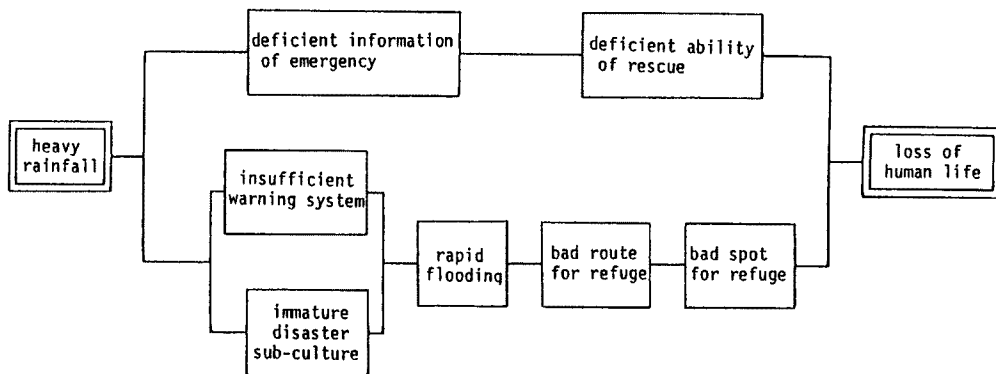 deficient information
of emergency
deficient ability
of rescue
heavy
rainfall
loss of
human life
insufficient
warning system
rapid
flooding
bad route
for refuge
bad spot
for refuge
immature
disaster
sub-culture